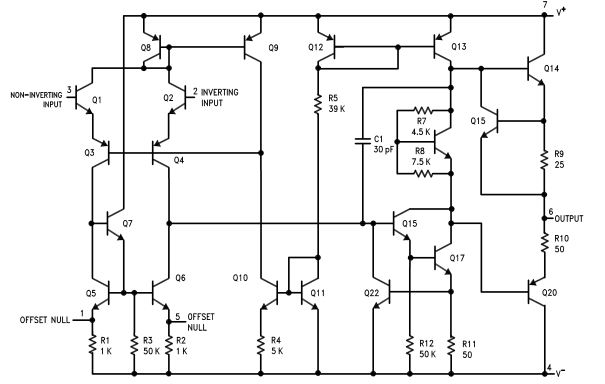 7
V+
Q8
Q9
Q12
Q13
Q14
3
NON-INVERTING
INPUT
Q1
Q2
2 INVERTING
INPUT
R5
39 K
C1
30 pF
R7
4.5 K
R8
7.5 K
Q15
R9
25
Q3
Q4
Q7
Q15
6
OUTPUT
Q5
Q6
Q10
Q11
Q22
Q17
R10
50
Q20
1
OFFSET NULL
5
OFFSET
NULL
R1
1 K
R3
50 K
R2
1 K
R4
5 K
R12
50 K
R11
50
4
V-